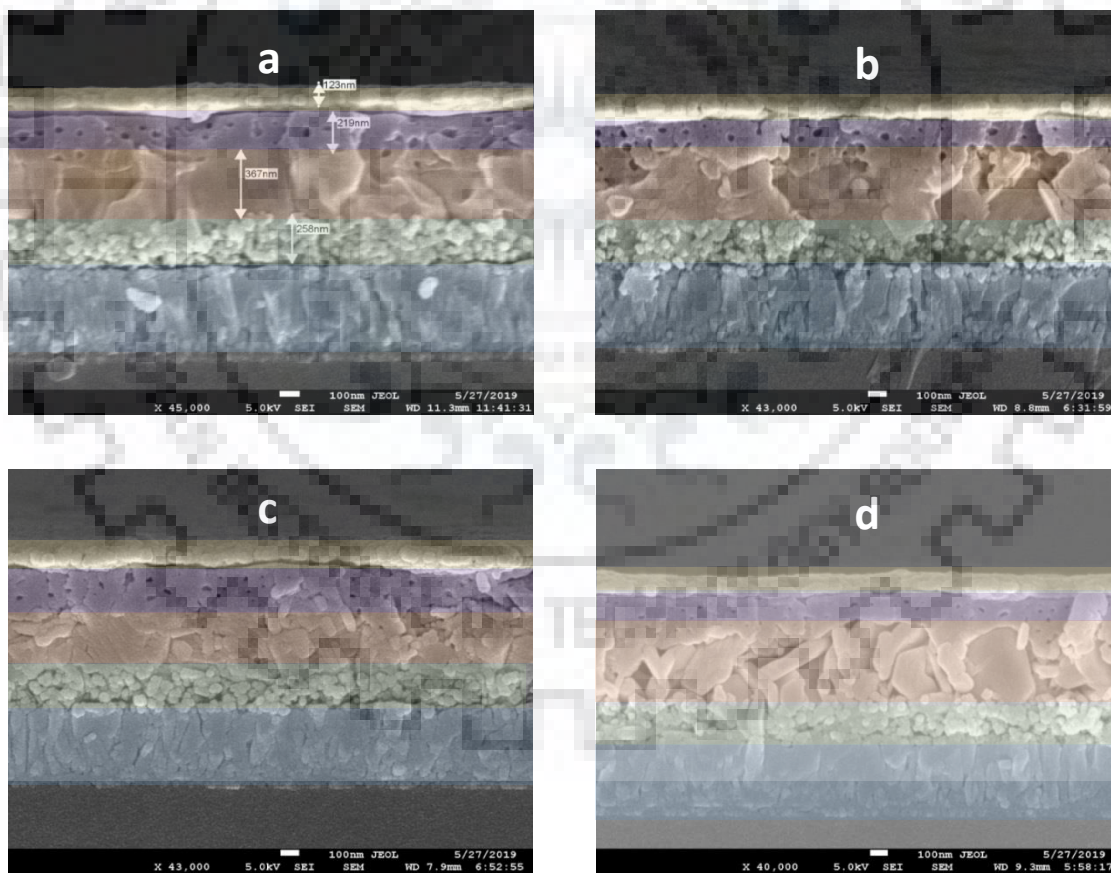 a
123nm
219nm
367nm
258nm
100nm JEOL 5/27/2019
X 45,000 5.0kV SEI SEM WD 11.3mm 11:41:31
b
100nm JEOL 5/27/2019
X 43,000 5.0kV SEI SEM WD 8.8mm 6:31:59
c
100nm JEOL 5/27/2019
X 43,000 5.0kV SEI SEM WD 7.9mm 6:52:55
d
100nm JEOL 5/27/2019
X 40,000 5.0kV SEI SEM WD 9.3mm 5:58:17